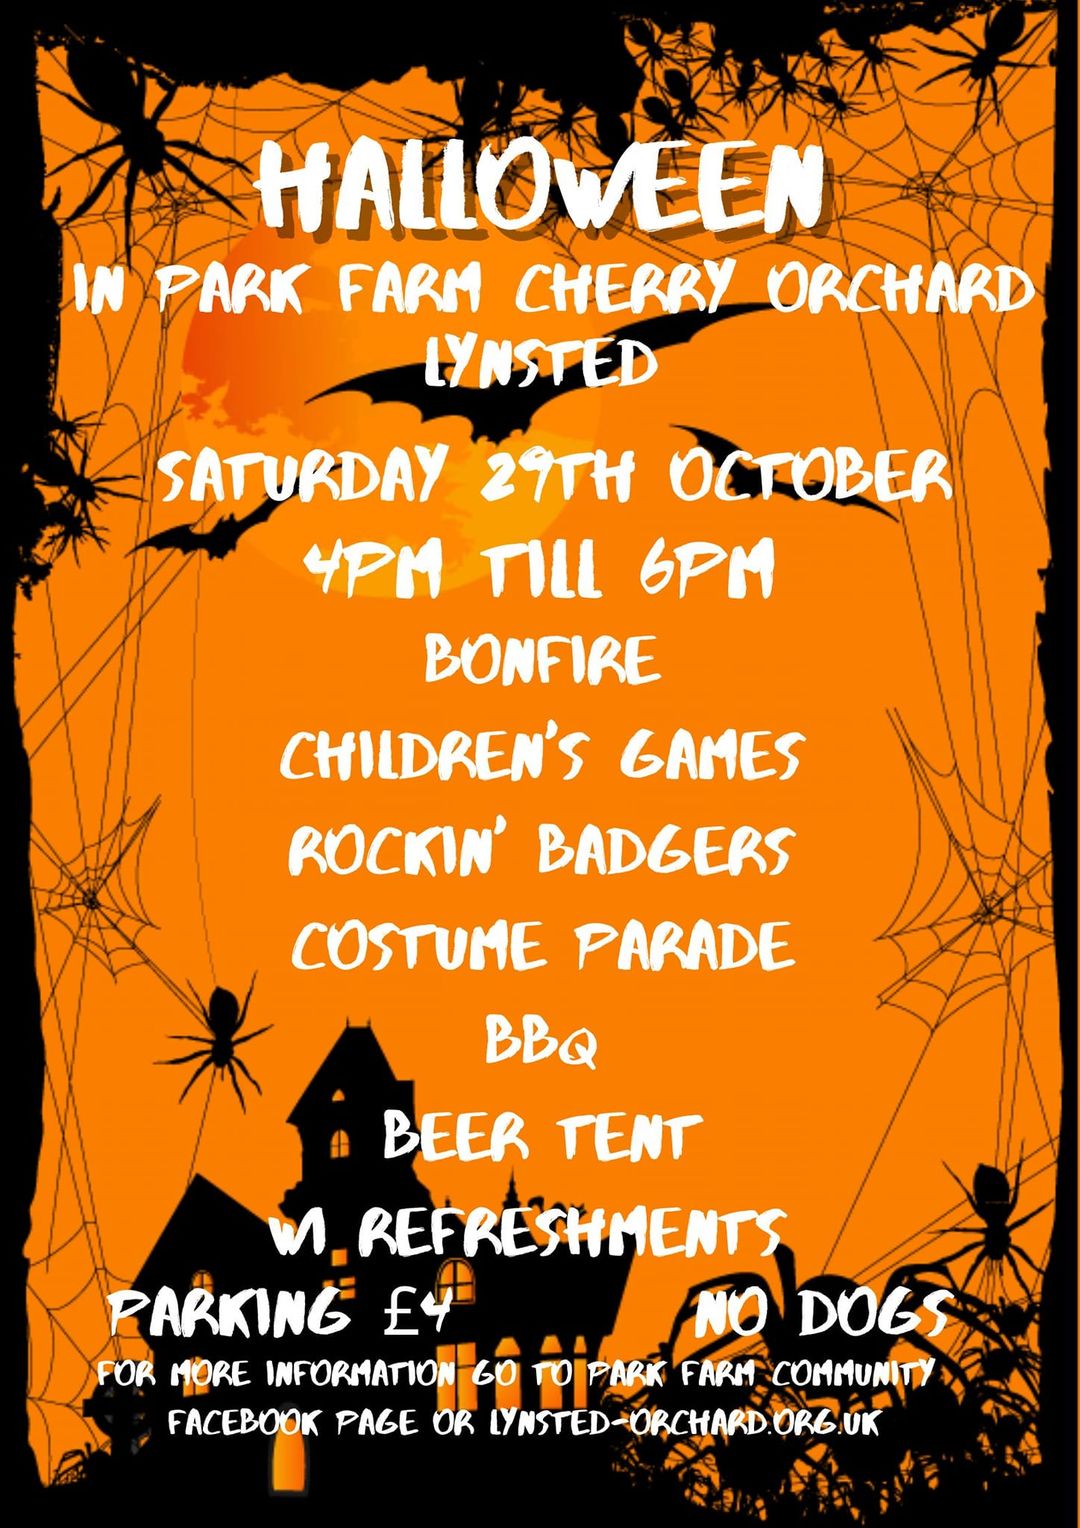 HALLOWEEN
IN PARK FARM CHERRY ORCHARD
LYNSTED
SATURDAY 29TH OCTOBER
4PM TILL 6PM
BONFIRE
CHILDREN'S GAMES
ROCKIN' BADGERS
COSTUME PARADE
BBQ
BEER TENT
WI REFRESHMENTS
PARKING £4 NO DOGS
FOR MORE INFORMATION GO TO PARK FARM COMMUNITY
FACEBOOK PAGE OR LYNSTED-ORCHARD.ORG.UK